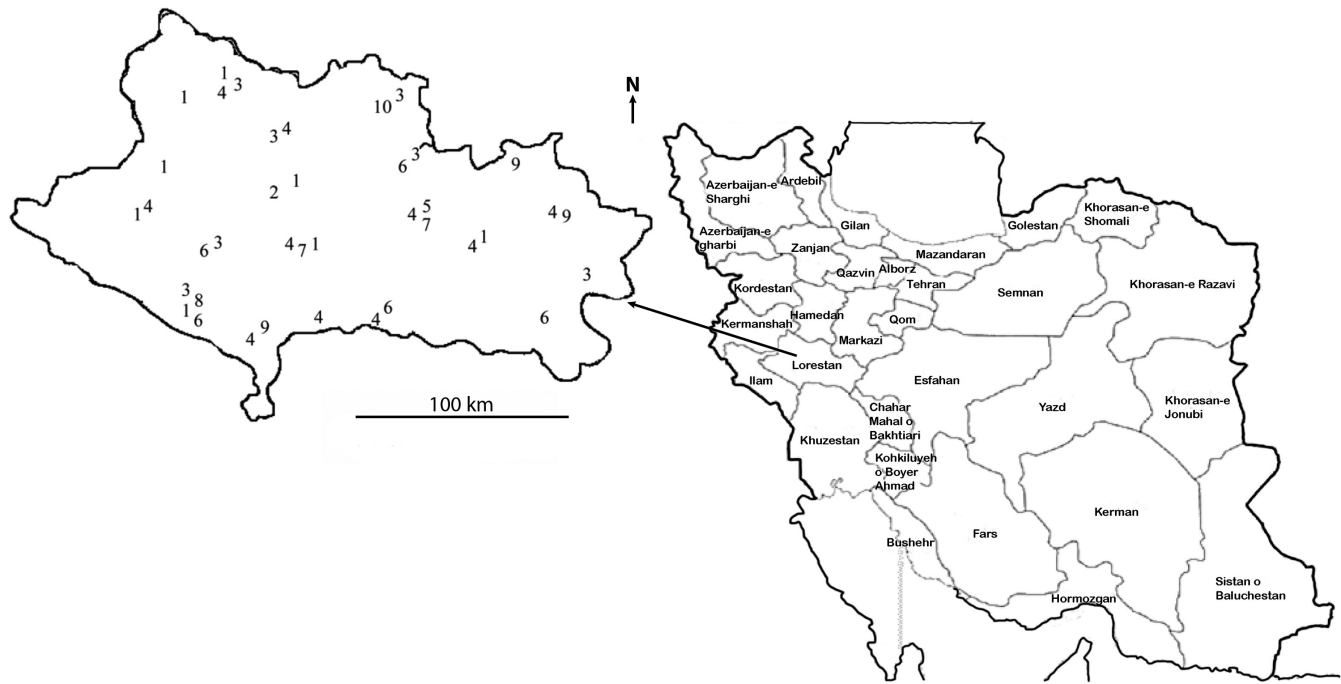 1
3
1
4
10
3
3
4
3
6
9
1
2
1
1
4
4
5
7
4
9
6
3
4
7
1
4
1
3
3
8
1
6
4
9
4
4
6
6
100 km
N
Azerbaijan-e
Sharghi
Ardebil
Azerbaijan-e
gharbi
Gilan
Zanjan
Golestan
Khorasan-e
Shomali
Mazandaran
Qazvin
Alborz
Tehran
Kordestan
Semnan
Khorasan-e Razavi
Hamedan
Qom
Kermanshah
Markazi
Lorestan
Ilam
Esfahan
Chahar
Mahal o
Bakhtiari
Yazd
Khorasan-e
Jonubi
Khuzestan
Kohkiluyeh
o Boyer
Ahmad
Kerman
Bushehr
Fars
Sistan o
Baluchestan
Hormozgan